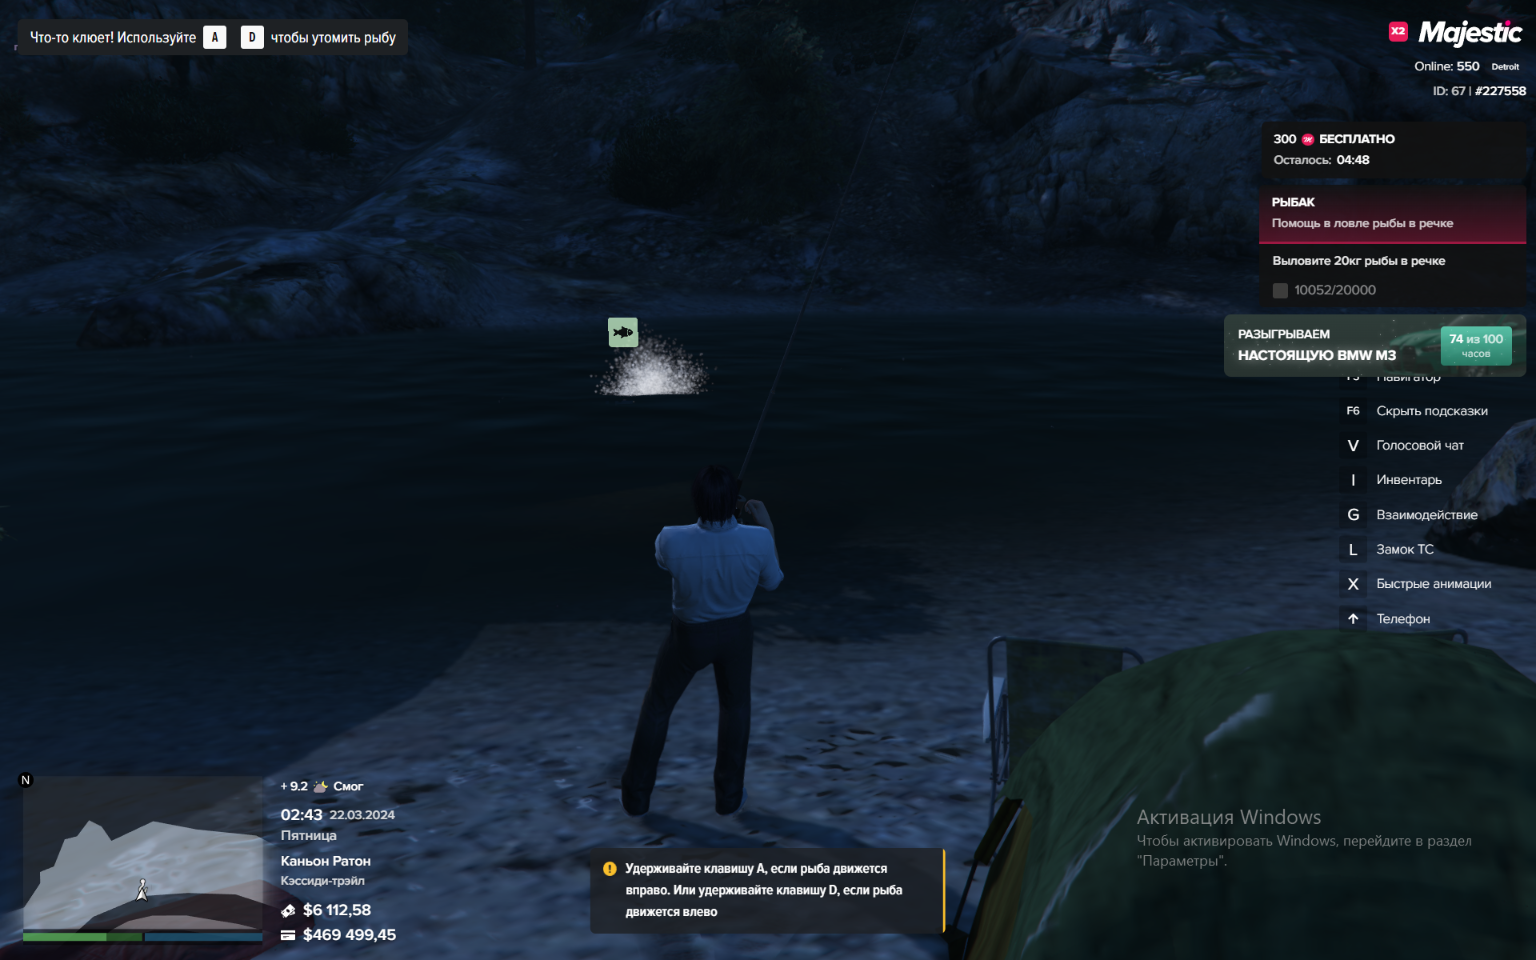 Что-то клюет! Используйте A D чтобы утомить рыбу
X2 Majestic
Online: 550 Detroit
ID: 67 | #227558
300 БЕСПЛАТНО
Осталось: 04:48
РЫБАК
Помощь в ловле рыбы в речке
Выловите 20кг рыбы в речке
10052/20000
РАЗЫГРЫВАЕМ
НАСТОЯЩУЮ BMW M3
74 из 100
часов
Навигатор
F6 Скрыть подсказки
V Голосовой чат
I Инвентарь
G Взаимодействие
L Замок ТС
X Быстрые анимации
Телефон
N
+ 9.2 Смог
02:43 22.03.2024
Пятница
Каньон Ратон
Кэссиди-трэйл
$6 112,58
$469 499,45
Удерживайте клавишу A, если рыба движется
вправо. Или удерживайте клавишу D, если рыба
движется влево
Активация Windows
Чтобы активировать Windows, перейдите в раздел
"Параметры".